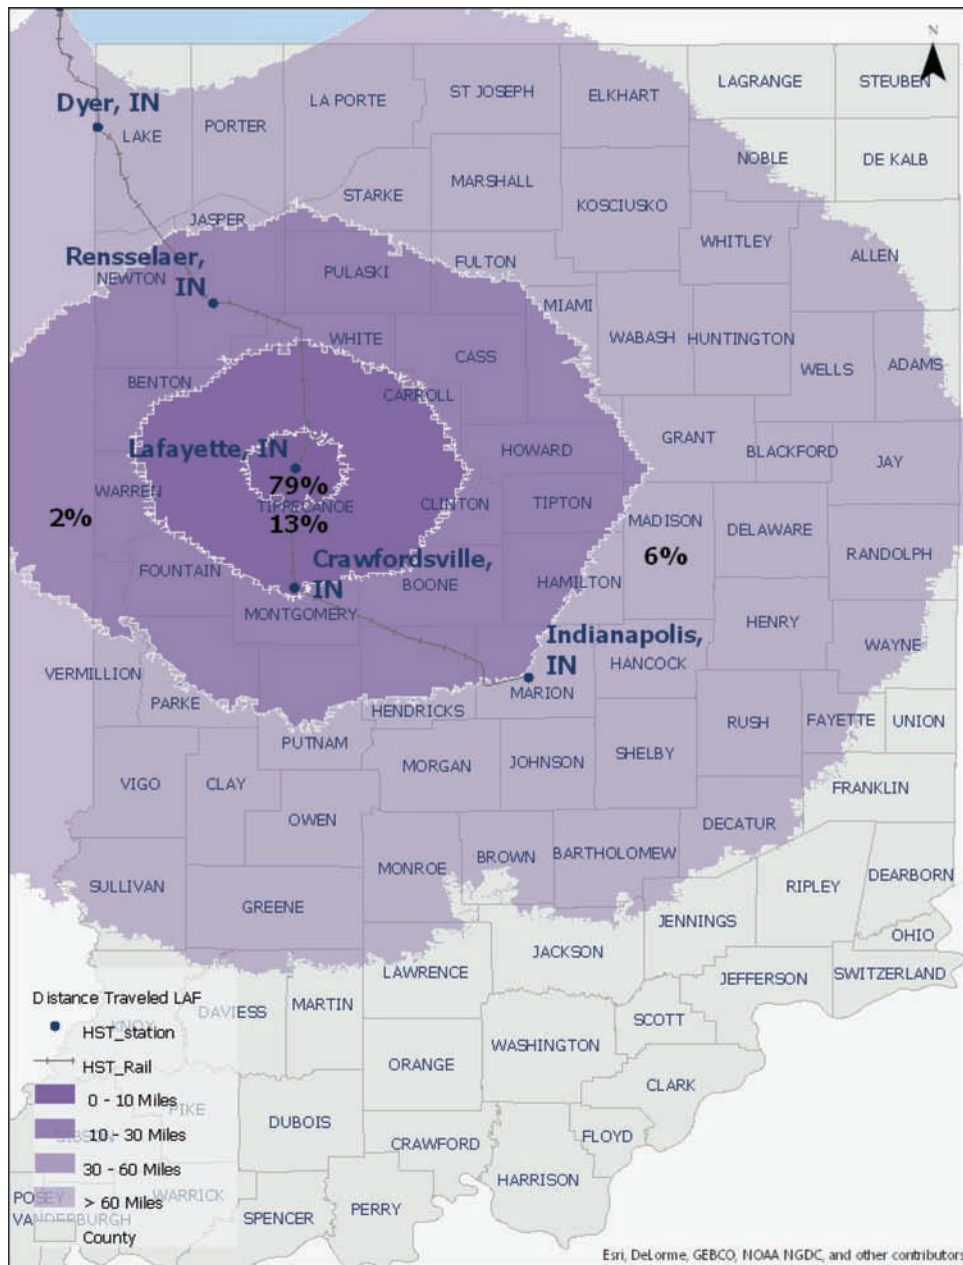 N
LAGRANGE
STEUBEN
ST JOSEPH
ELKHART
LA PORTE
Dyer, IN
LAKE
PORTER
NOBLE
DE KALB
MARSHALL
STARKE
KOSCIUSKO
JASPER
WHITLEY
ALLEN
Rensselaer,
IN
NEWTON
PULASKI
FULTON
MIAMI
WHITE
WABASH
HUNTINGTON
CASS
WELLS
ADAMS
BENTON
CARROLL
GRANT
BLACKFORD
JAY
Lafayette, IN
HOWARD
79%
WARREN
TIPPECANOE
CLINTON
TIPTON
2%
13%
MADISON
DELAWARE
6%
RANDOLPH
Crawfordsville,
IN
FOUNTAIN
BOONE
HAMILTON
MONTGOMERY
HENRY
Indianapolis,
IN
WAYNE
HANCOCK
VERMILLION
MARION
PARKE
HENDRICKS
RUSH
FAYETTE
UNION
PUTNAM
MORGAN
JOHNSON
SHELBY
VIGO
CLAY
FRANKLIN
OWEN
DECATUR
MONROE
BROWN
BARTHOLOMEW
SULLIVAN
RIPLEY
DEARBORN
GREENE
JENNINGS
OHIO
JACKSON
LAWRENCE
JEFFERSON
SWITZERLAND
Distance Traveled LAF
DAVIESS
MARTIN
KNOX
HST_station
SCOTT
WASHINGTON
ORANGE
HST_Rail
CLARK
0 - 10 Miles
PIKE
DUBOIS
10 - 30 Miles
GIBSON
FLOYD
CRAWFORD
30 - 60 Miles
HARRISON
POSEY
> 60 Miles
WARRICK
PERRY
VANDERBURGH
SPENCER
County
Esri, DeLorme, GEBCO, NOAA NGDC, and other contributors